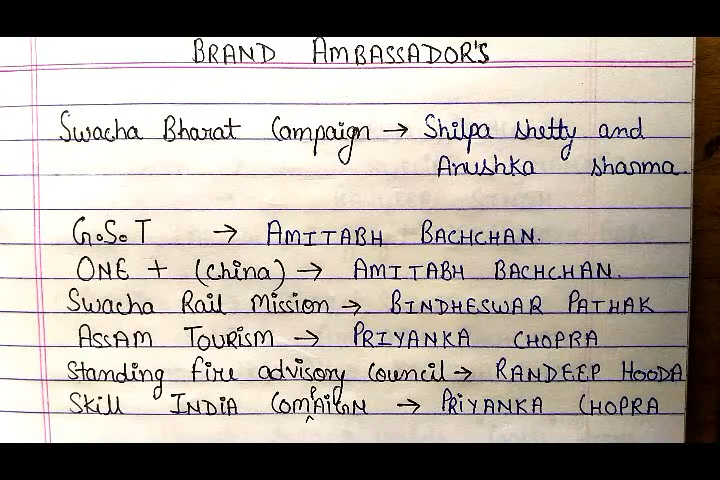 BRAND AMBASSADOR'S
Swacha Bharat Campaign → Shilpa Shetty and
Anushka Sharma.
G.S.T → AMITABH BACHCHAN.
ONE + (China) → AMITABH BACHCHAN.
Swacha Rail Mission → BINDHESWAR PATHAK
ASSAM TOURISM → PRIYANKA CHOPRA
Standing fire advisory Council → RANDEEP HOODA
Skill INDIA COMPAIGN → PRIYANKA CHOPRA